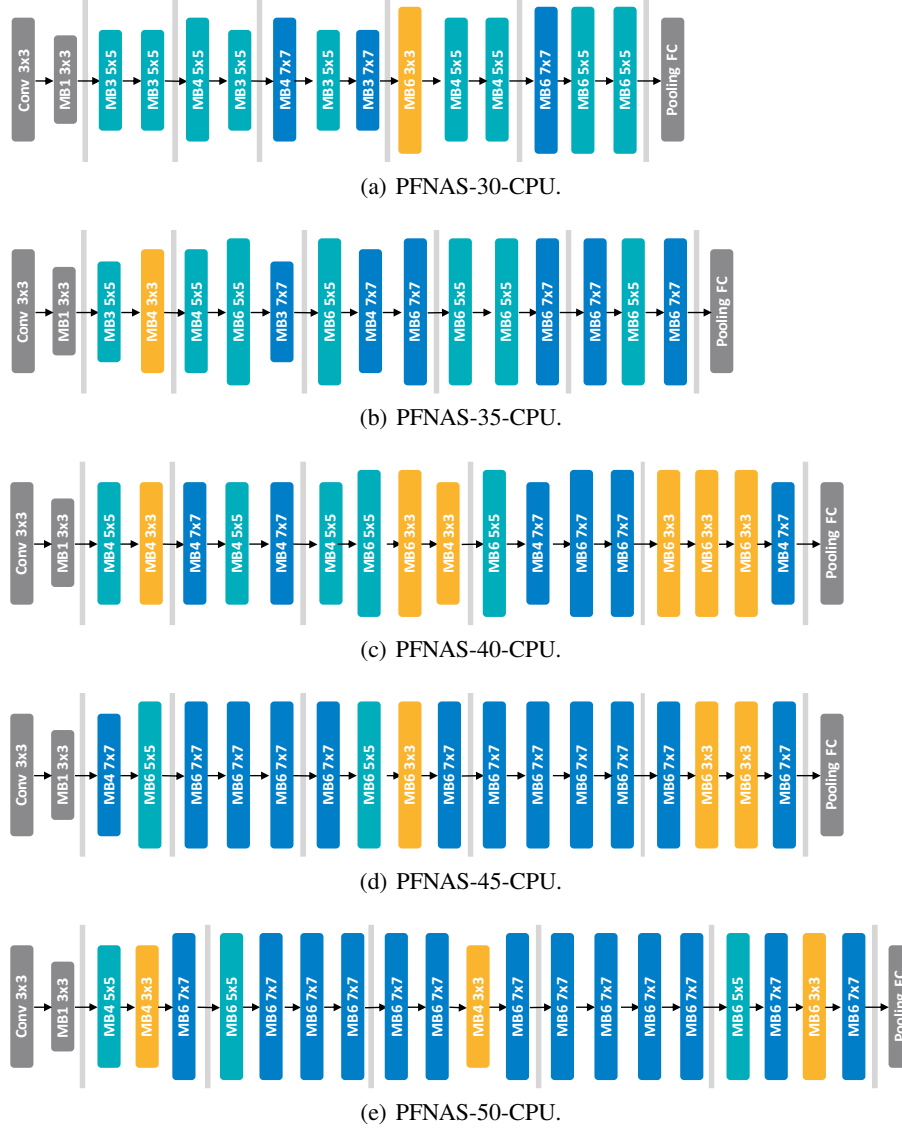 Conv 3x3
MB1 3x3
MB3 5x5
MB3 5x5
MB4 5x5
MB3 5x5
MB4 7x7
MB3 5x5
MB3 7x7
MB6 3x3
MB4 5x5
MB4 5x5
MB6 7x7
MB6 5x5
MB6 5x5
Pooling FC
(a) PFNAS-30-CPU.
Conv 3x3
MB1 3x3
MB3 5x5
MB4 3x3
MB4 5x5
MB6 5x5
MB3 7x7
MB6 5x5
MB4 7x7
MB6 7x7
MB6 5x5
MB6 5x5
MB6 7x7
MB6 7x7
MB6 5x5
MB6 7x7
Pooling FC
(b) PFNAS-35-CPU.
Conv 3x3
MB1 3x3
MB4 5x5
MB4 3x3
MB4 7x7
MB4 5x5
MB4 7x7
MB4 5x5
MB6 5x5
MB6 3x3
MB4 3x3
MB6 5x5
MB4 7x7
MB6 7x7
MB6 7x7
MB6 3x3
MB6 3x3
MB6 3x3
MB4 7x7
Pooling FC
(c) PFNAS-40-CPU.
Conv 3x3
MB1 3x3
MB4 7x7
MB6 5x5
MB6 7x7
MB6 7x7
MB6 7x7
MB6 7x7
MB6 5x5
MB6 3x3
MB6 7x7
MB6 7x7
MB6 7x7
MB6 7x7
MB6 7x7
MB6 7x7
MB6 3x3
MB6 3x3
MB6 7x7
Pooling FC
(d) PFNAS-45-CPU.
Conv 3x3
MB1 3x3
MB4 5x5
MB4 3x3
MB6 7x7
MB6 5x5
MB6 7x7
MB6 7x7
MB6 7x7
MB6 7x7
MB6 7x7
MB4 3x3
MB6 7x7
MB6 7x7
MB6 7x7
MB6 7x7
MB6 7x7
MB6 5x5
MB6 7x7
MB6 3x3
MB6 7x7
Pooling FC
(e) PFNAS-50-CPU.